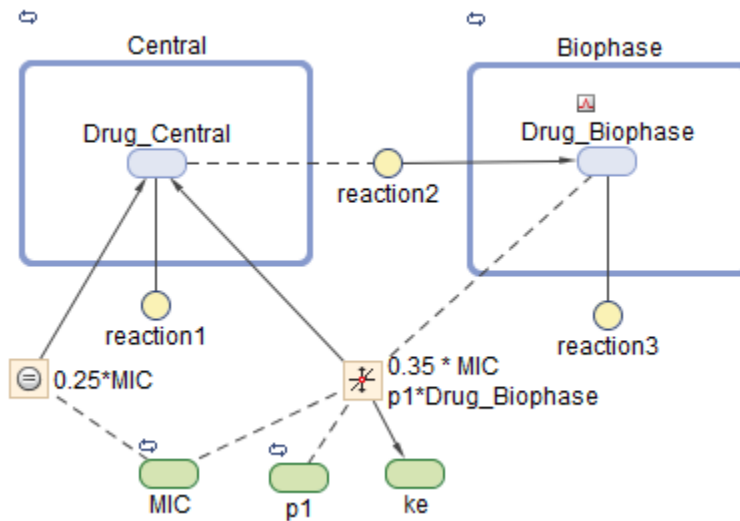 Central
Biophase
Drug_Central
Drug_Biophase
reaction2
reaction1
reaction3
0.25*MIC
0.35 * MIC
p1*Drug_Biophase
MIC
p1
ke